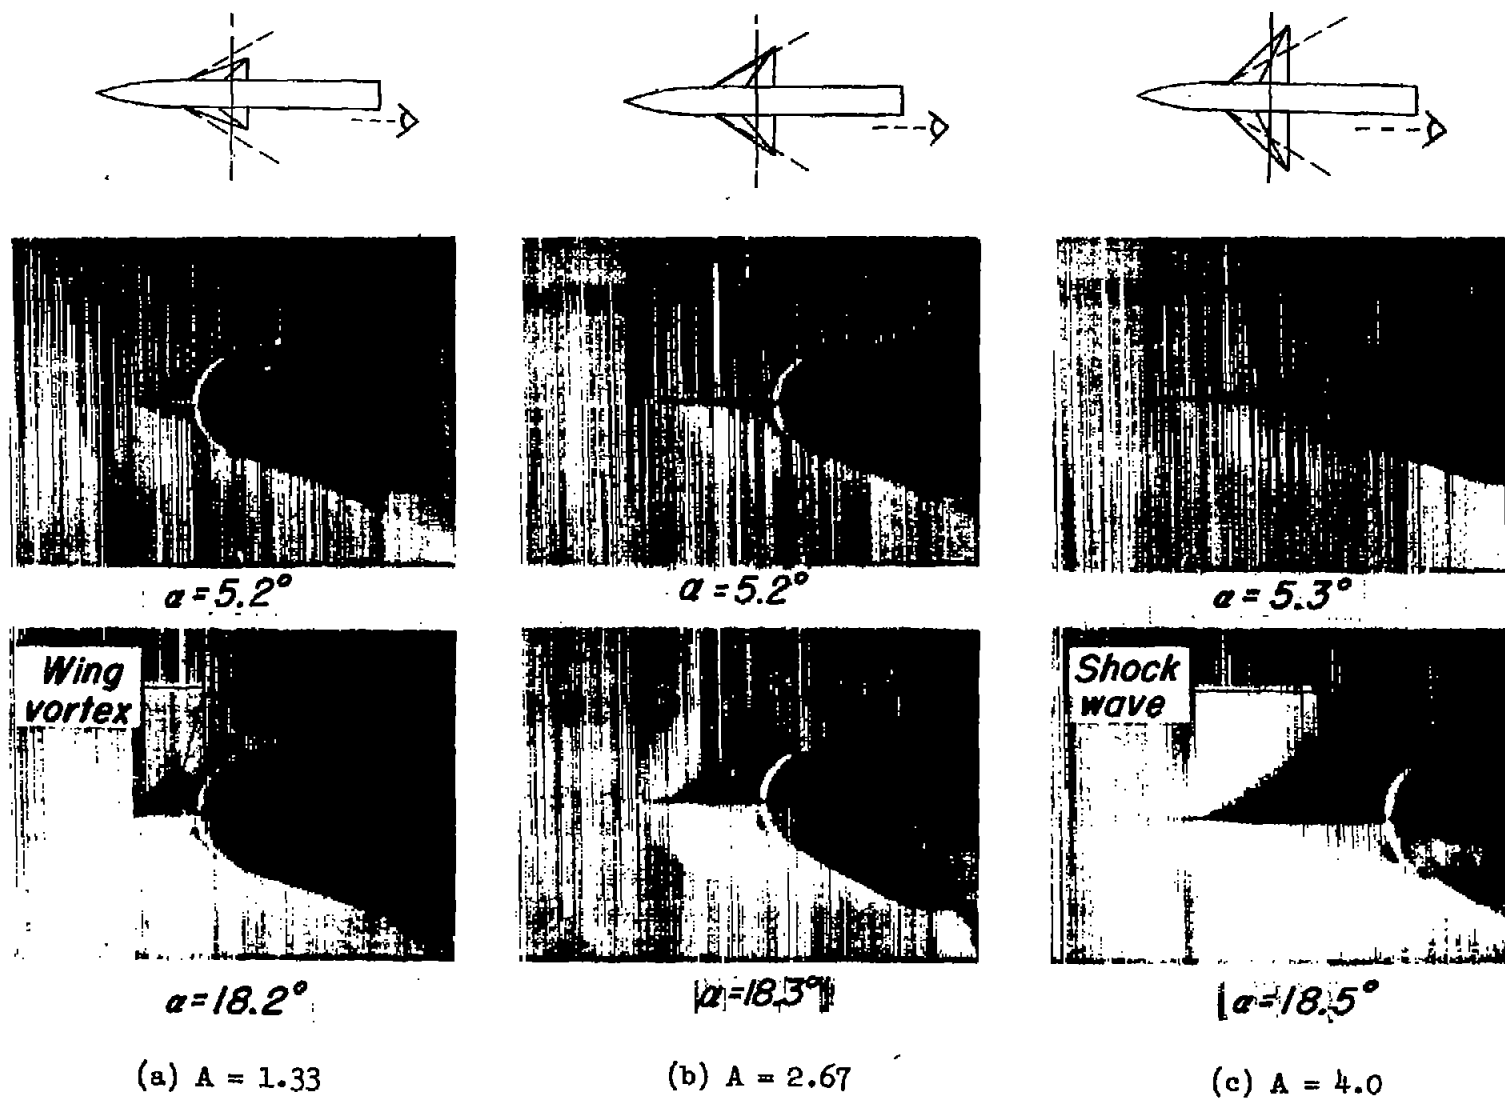 α = 5.2°
α = 5.2°
α = 5.3°
Wing
vortex
Shock
wave
α = 18.2°
α = 18.3°
α = 18.5°
(a) A = 1.33
(b) A = 2.67
(c) A = 4.0